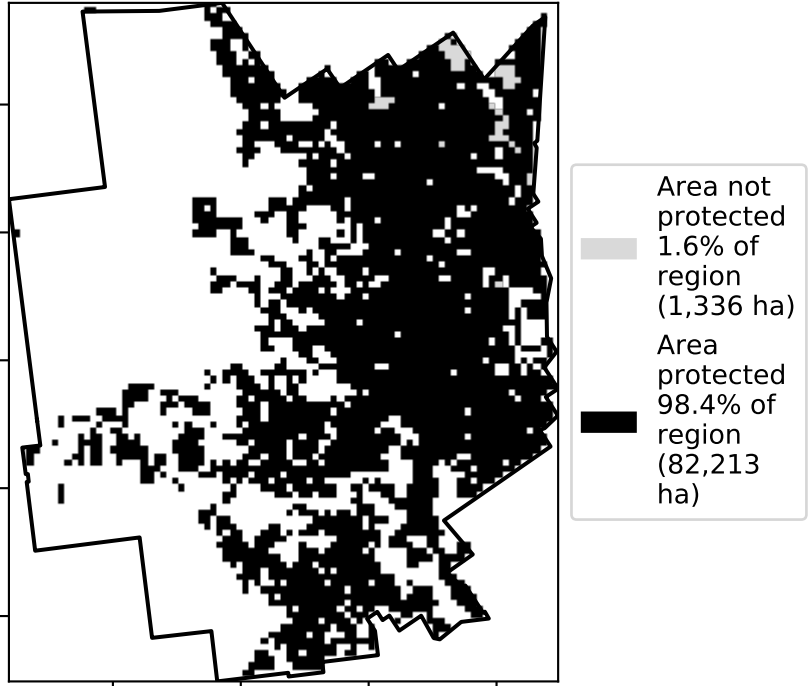 Area not
protected
1.6% of
region
(1,336 ha)
Area
protected
98.4% of
region
(82,213
ha)